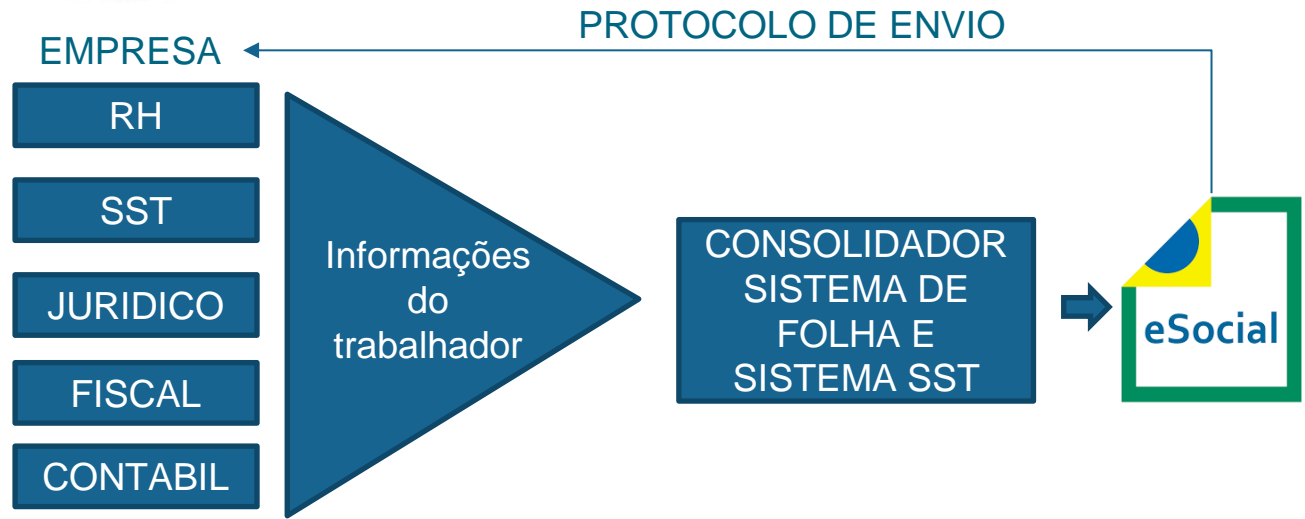 PROTOCOLO DE ENVIO
EMPRESA
RH
SST
JURIDICO
FISCAL
CONTABIL
Informações
do
trabalhador
CONSOLIDADOR
SISTEMA DE
FOLHA E
SISTEMA SST
eSocial